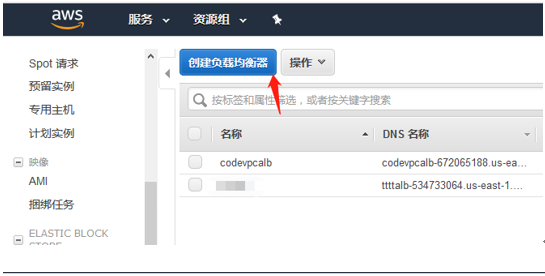 aws 服务 资源组
Spot 请求
预留实例
专用主机
计划实例
映像
AMI
捆绑任务
ELASTIC BLOCK
创建负载均衡器 操作
按标签和属性筛选，或者按关键字搜索
名称 DNS 名称
codevpcalb codevpcalb-672065188.us-ea...
ttttalb-534733064.us-east-1....